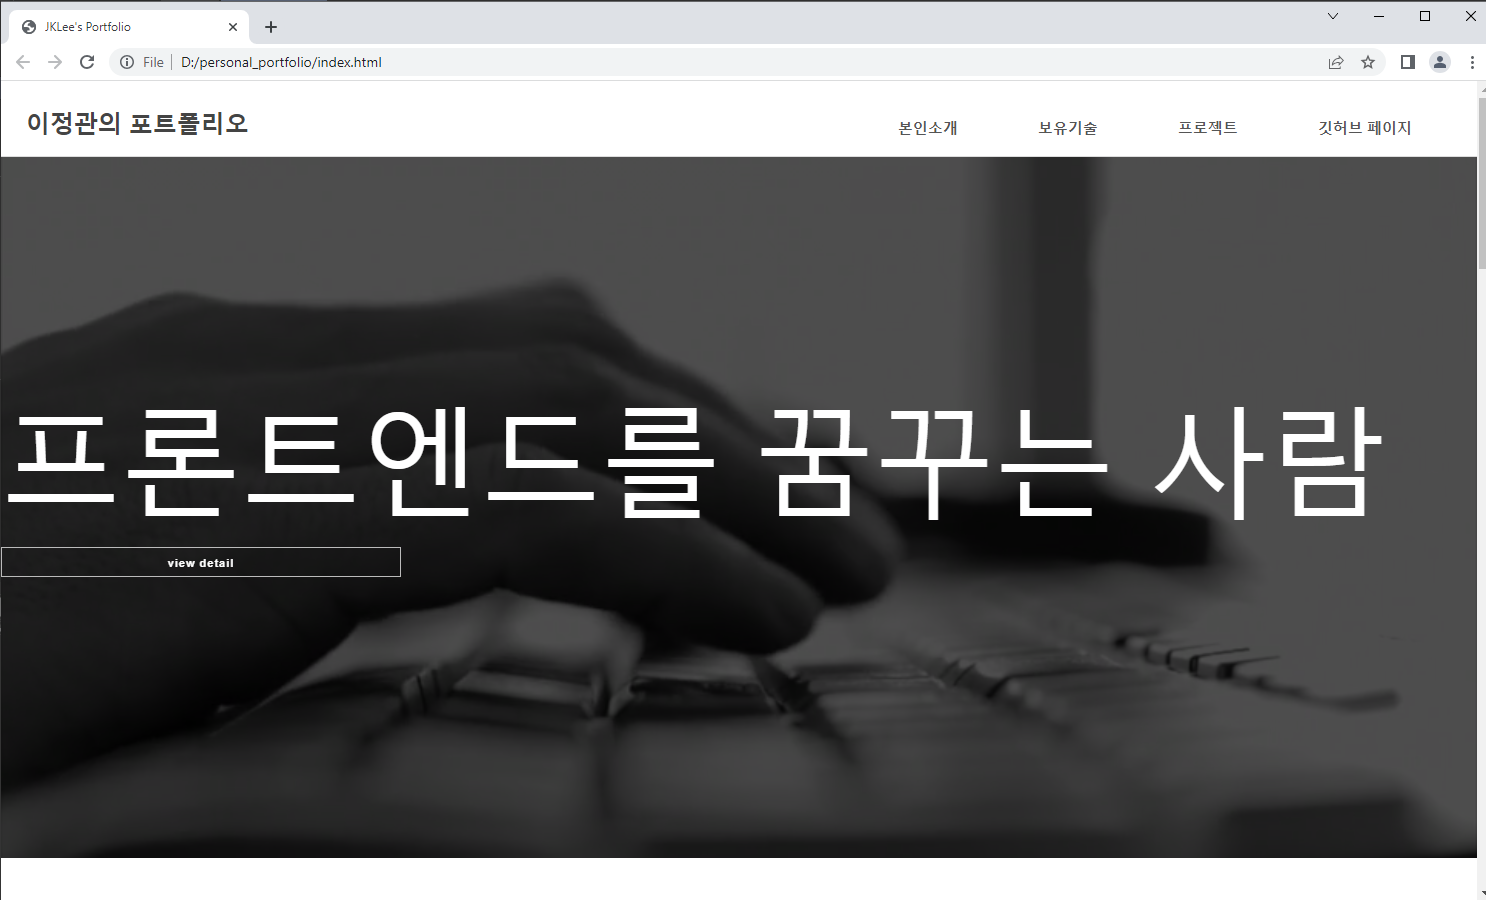 JKLee's Portfolio
File D:/personal_portfolio/index.html
이정관의 포트폴리오
본인소개 보유기술 프로젝트 깃허브 페이지
프론트엔드를 꿈꾸는 사람
view detail